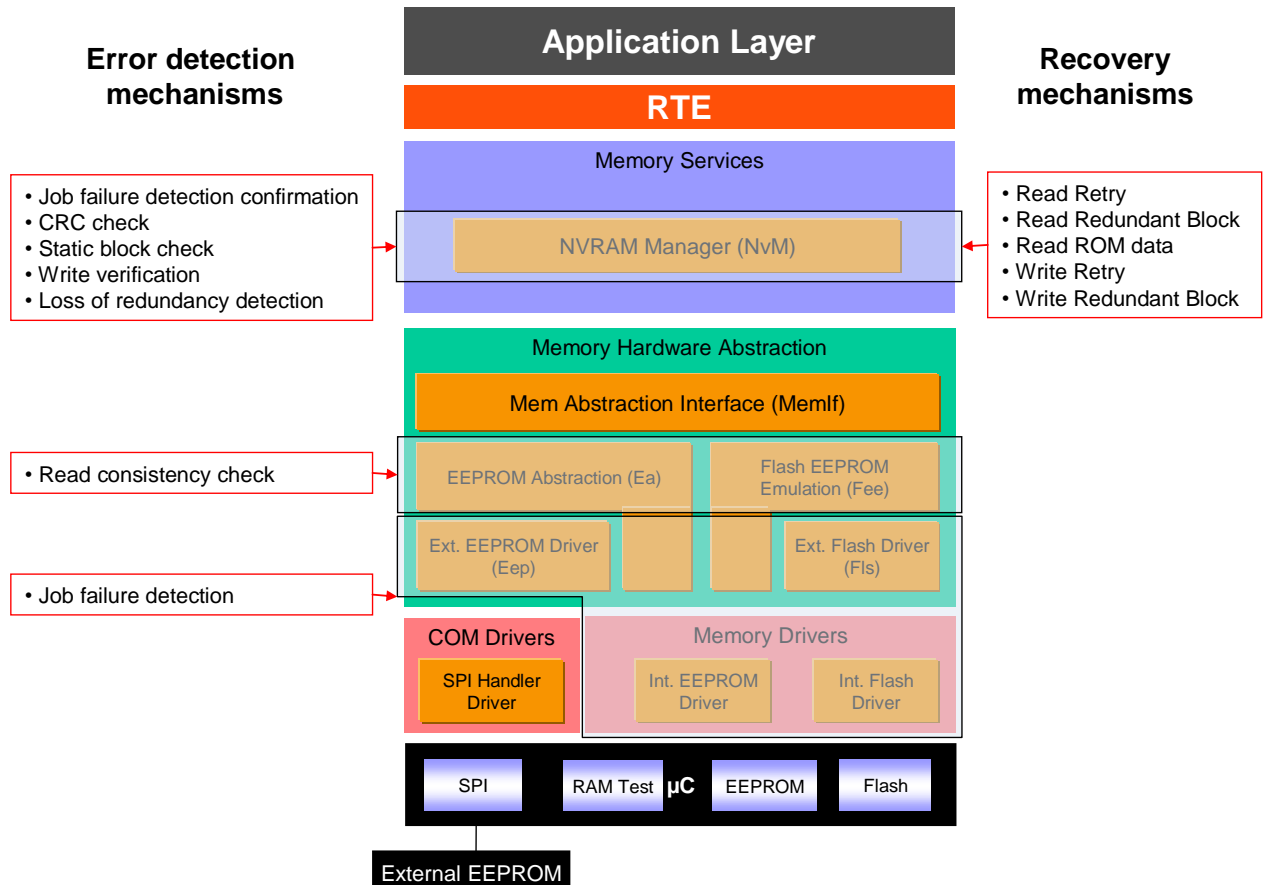 Application Layer
Error detection
mechanisms
Recovery
mechanisms
RTE
Memory Services
• Job failure detection confirmation
• CRC check
• Static block check
• Write verification
• Loss of redundancy detection
NVRAM Manager (NvM)
• Read Retry
• Read Redundant Block
• Read ROM data
• Write Retry
• Write Redundant Block
Memory Hardware Abstraction
Mem Abstraction Interface (MemIf)
• Read consistency check
EEPROM Abstraction (Ea)
Flash EEPROM
Emulation (Fee)
Ext. EEPROM Driver
(Eep)
Ext. Flash Driver
(Fls)
• Job failure detection
COM Drivers
Memory Drivers
SPI Handler
Driver
Int. EEPROM
Driver
Int. Flash
Driver
SPI
RAM Test
µC
EEPROM
Flash
External EEPROM